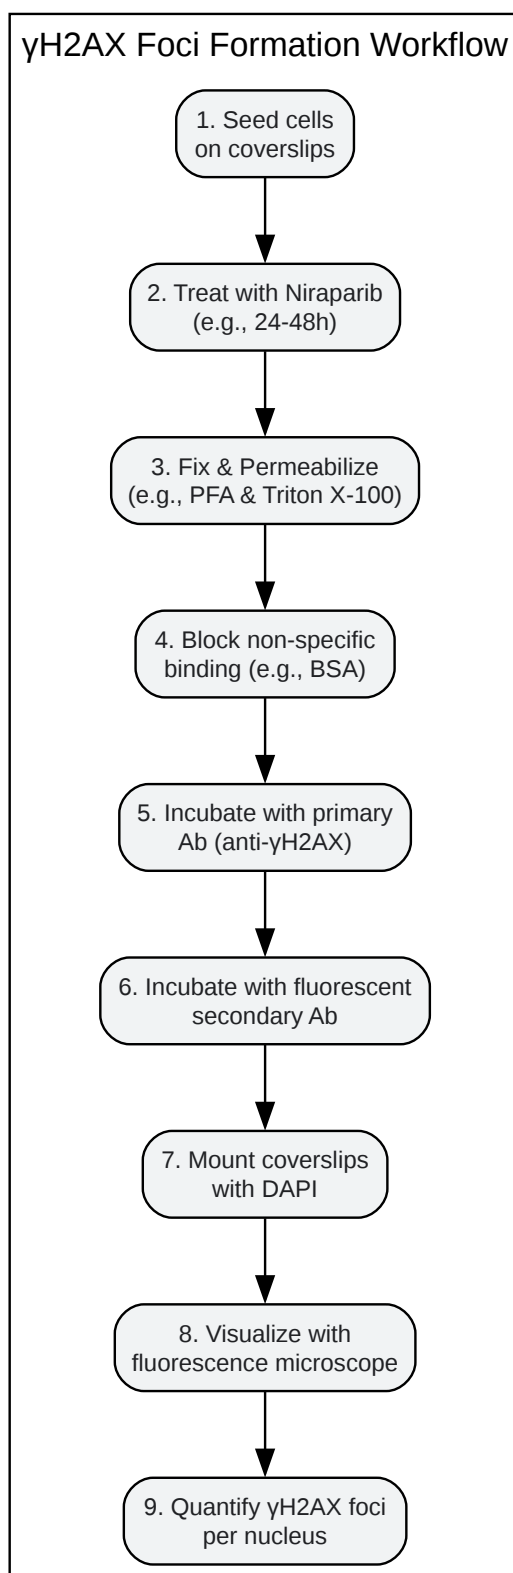 γH2AX Foci Formation Workflow
1. Seed cells
on coverslips
2. Treat with Niraparib
(e.g., 24-48h)
3. Fix & Permeabilize
(e.g., PFA & Triton X-100)
4. Block non-specific
binding (e.g., BSA)
5. Incubate with primary
Ab (anti-γH2AX)
6. Incubate with fluorescent
secondary Ab
7. Mount coverslips
with DAPI
8. Visualize with
fluorescence microscope
9. Quantify γH2AX foci
per nucleus